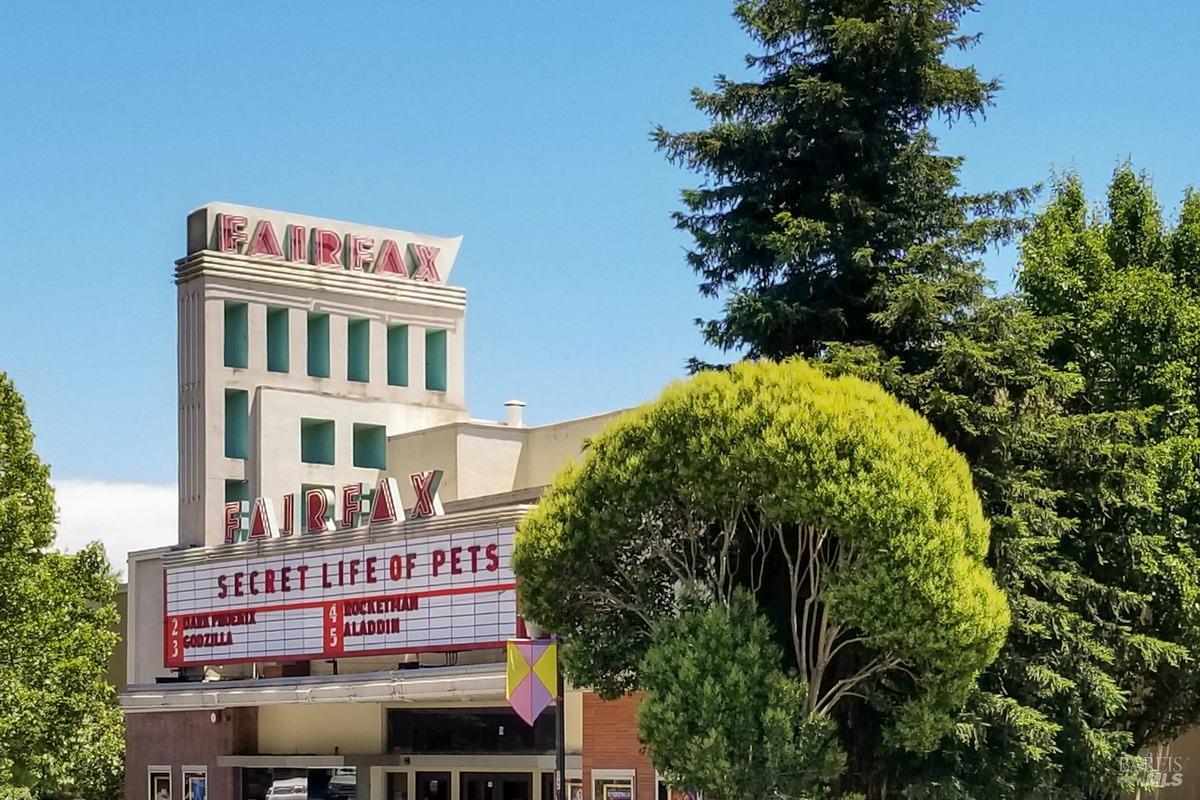 FAIRFAX
FAIRFAX
SECRET LIFE OF PETS
2 DARK PHOENIX
3 GODZILLA
4 ROCKETMAN
5 ALADDIN
BAREIS
MLS